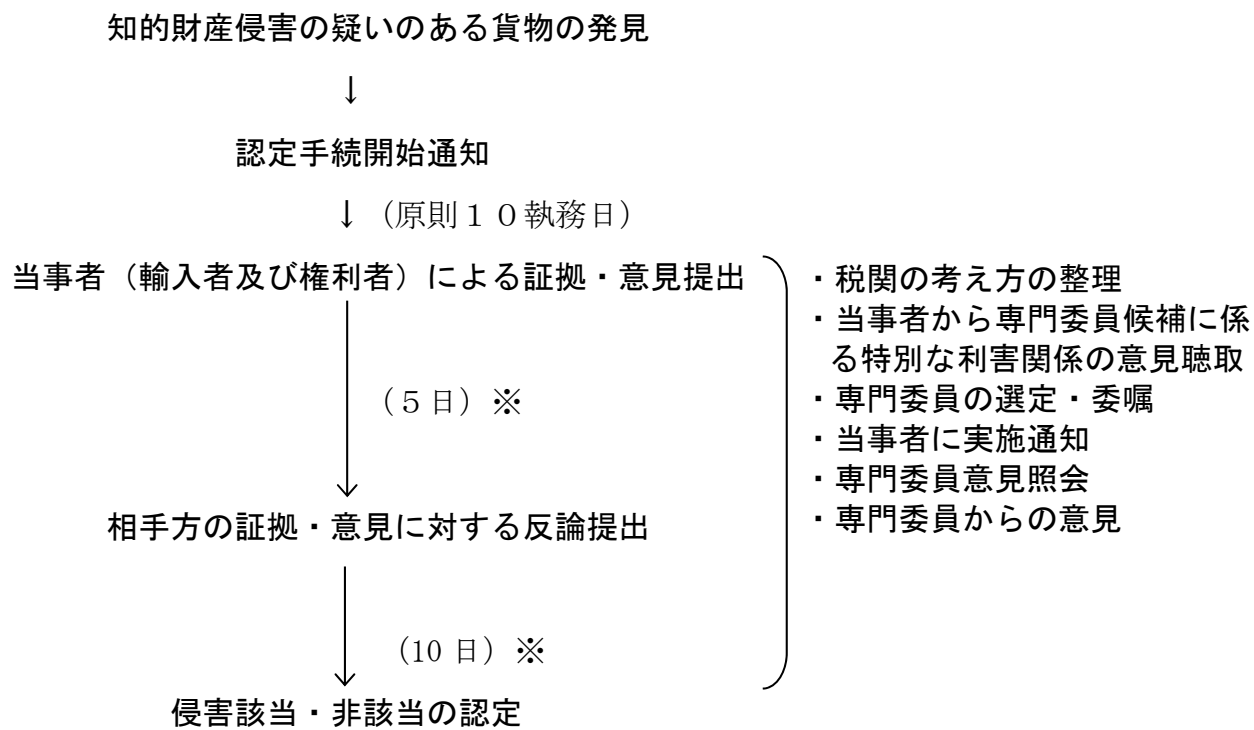 知的財産侵害の疑いのある貨物の発見
↓
認定手続開始通知
↓（原則１０執務日）
当事者（輸入者及び権利者）による証拠・意見提出
（５日）※
相手方の証拠・意見に対する反論提出
（10 日）※
侵害該当・非該当の認定
・税関の考え方の整理
・当事者から専門委員候補に係
る特別な利害関係の意見聴取
・専門委員の選定・委嘱
・当事者に実施通知
・専門委員意見照会
・専門委員からの意見